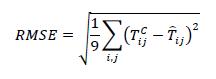 RMSE = √(1/9 ∑_{i,j} (T_{ij}^C − T̂_{ij})²)